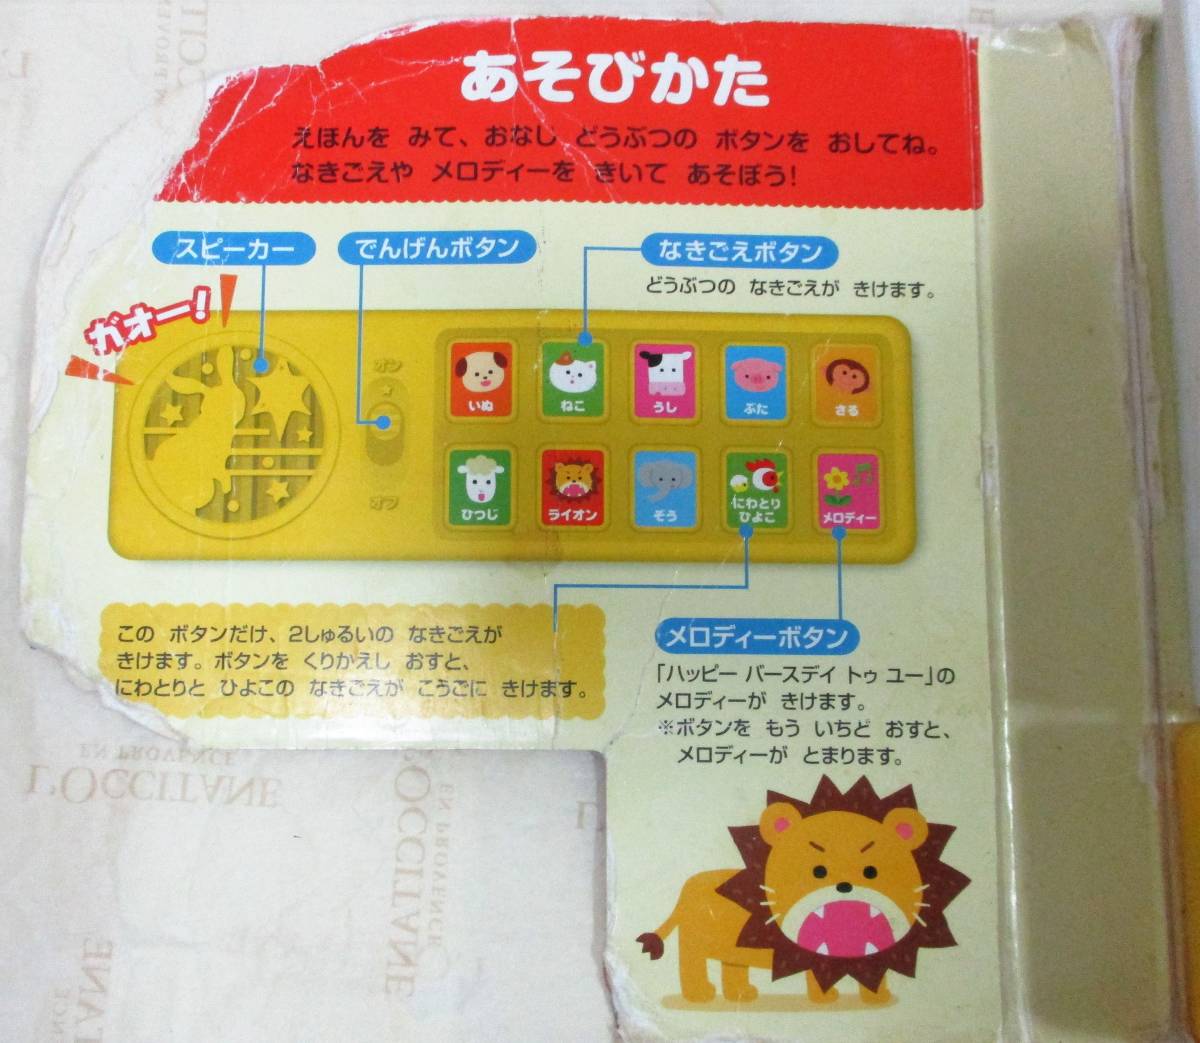 あそびかた
えほんを みて、おなじ どうぶつの ボタンを おしてね。
なきごえや メロディーを きいて あそぼう!
スピーカー
でんげんボタン
なきごえボタン
どうぶつの なきごえが きけます。
ガオー!
オン
オフ
いぬ
ねこ
うし
ぶた
さる
ひつじ
ライオン
ぞう
にわとり
ひよこ
メロディー
この ボタンだけ、2しゅるいの なきごえが
きけます。ボタンを くりかえし おすと、
にわとりと ひよこの なきごえが こうごに きけます。
メロディーボタン
「ハッピー バースデイ トゥ ユー」の
メロディーが きけます。
※ボタンを もう いちど おすと、
メロディーが とまります。
EN PROVENCE
L'OCCITANE
L'OCCITANE
EN PROVENCE